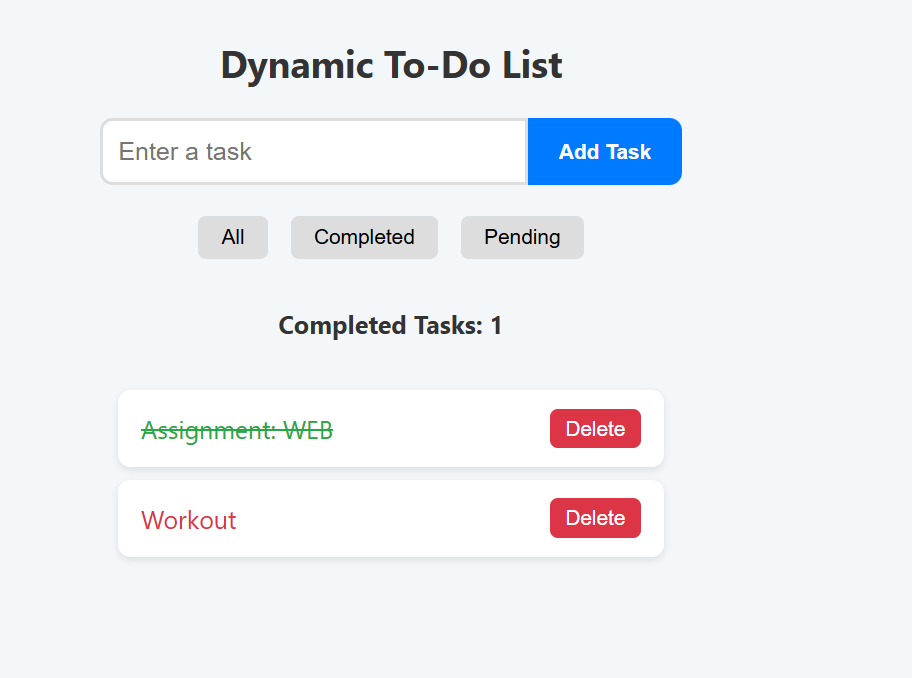 Dynamic To-Do List
Enter a task
Add Task
All Completed Pending
Completed Tasks: 1
Assignment: WEB Delete
Workout Delete